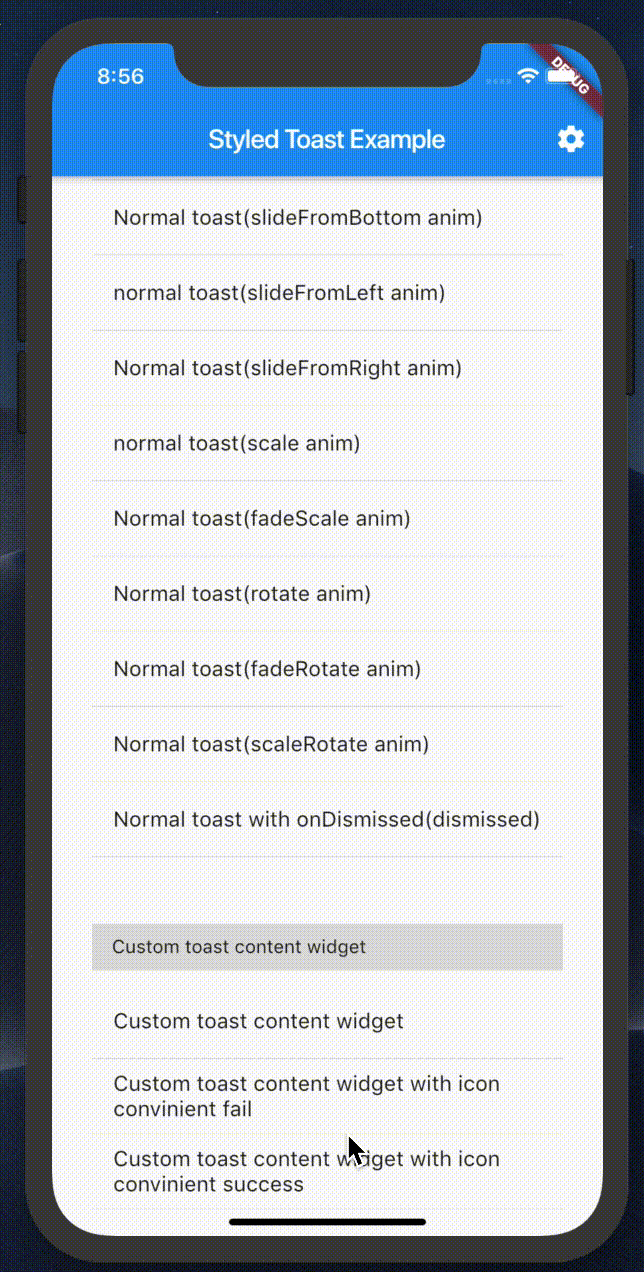 8:56
DEBUG
Styled Toast Example
Normal toast(slideFromBottom anim)
normal toast(slideFromLeft anim)
Normal toast(slideFromRight anim)
normal toast(scale anim)
Normal toast(fadeScale anim)
Normal toast(rotate anim)
Normal toast(fadeRotate anim)
Normal toast(scaleRotate anim)
Normal toast with onDismissed(dismissed)
Custom toast content widget
Custom toast content widget
Custom toast content widget with icon
convinient fail
Custom toast content widget with icon
convinient success